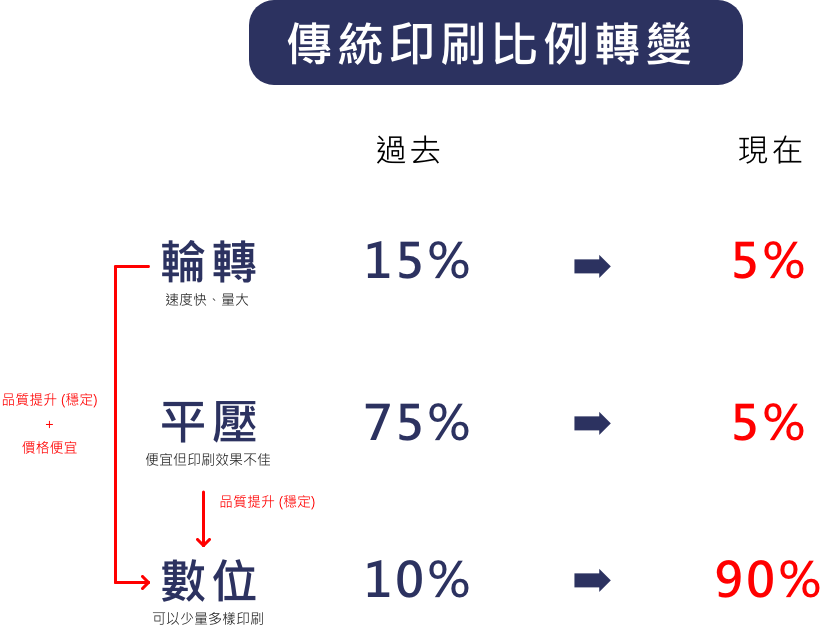 傳統印刷比例轉變
過去 現在
輪轉 15% 5%
速度快、量大
品質提升 (穩定)
+
價格便宜
平壓 75% 5%
便宜但印刷效果不佳
品質提升 (穩定)
數位 10% 90%
可以少量多樣印刷